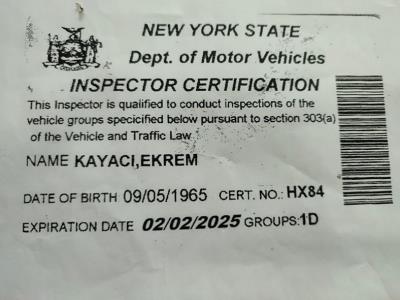 NEW YORK STATE
Dept. of Motor Vehicles
INSPECTOR CERTIFICATION
This Inspector is qualified to conduct inspections of the
vehicle groups specicified below pursuant to section 303(a)
of the Vehicle and Traffic Law
NAME KAYACI,EKREM
DATE OF BIRTH 09/05/1965 CERT. NO.: HX84
EXPIRATION DATE 02/02/2025 GROUPS:1D